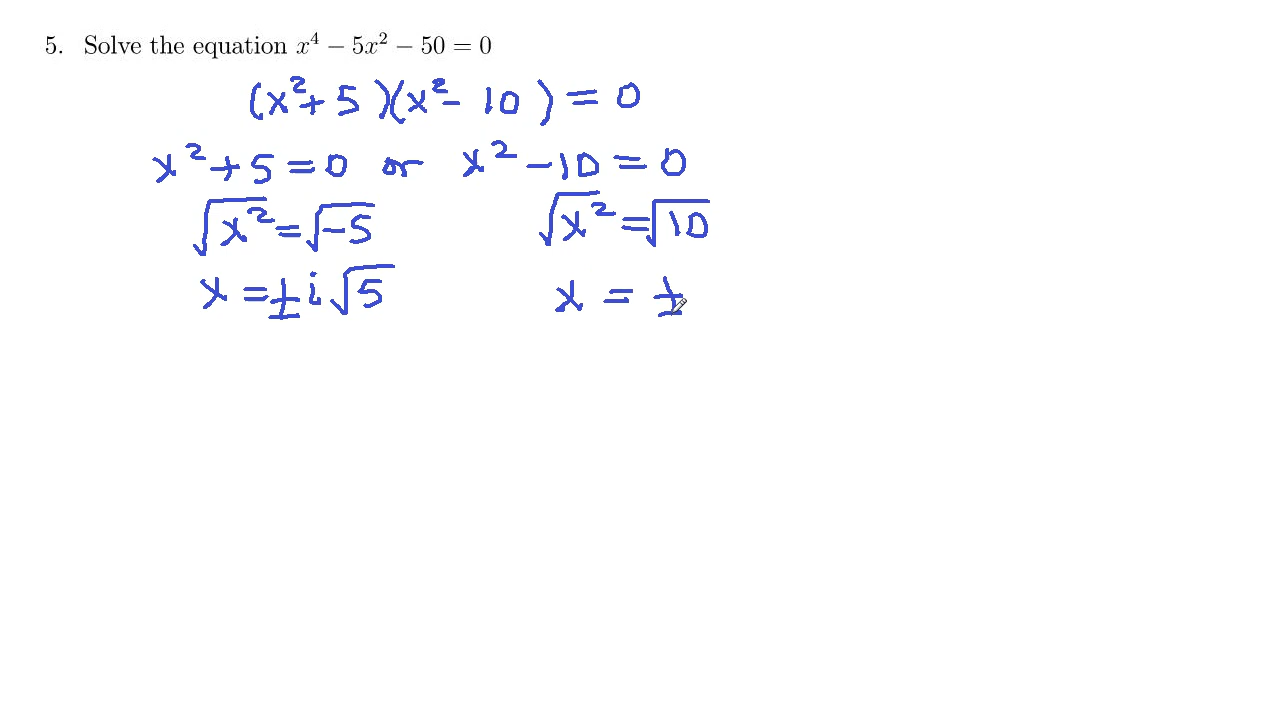 5. Solve the equation x⁴ − 5x² − 50 = 0
(x²+ 5 )(x²- 10 ) = 0
x² + 5 = 0 or x² - 10 = 0
√x² = √-5 √x² = √10
x = ± i √5 x = ±